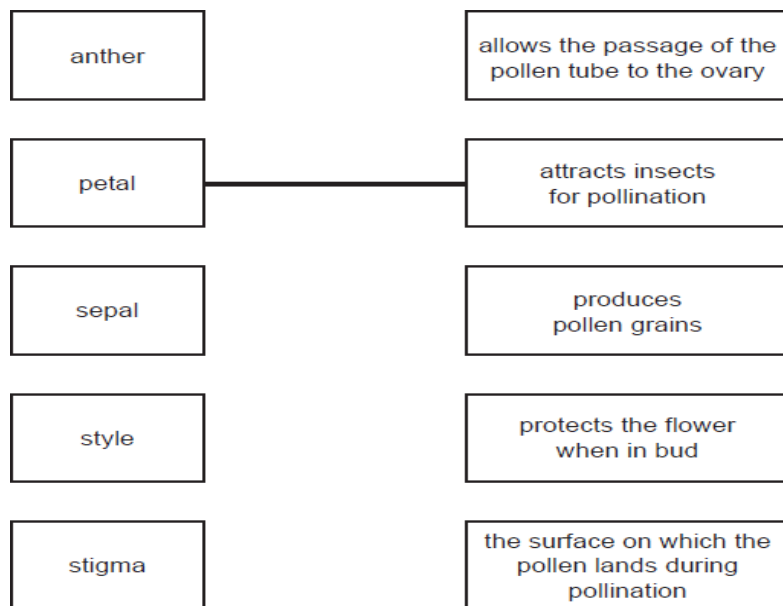 anther
allows the passage of the
pollen tube to the ovary
petal
attracts insects
for pollination
sepal
produces
pollen grains
style
protects the flower
when in bud
stigma
the surface on which the
pollen lands during
pollination